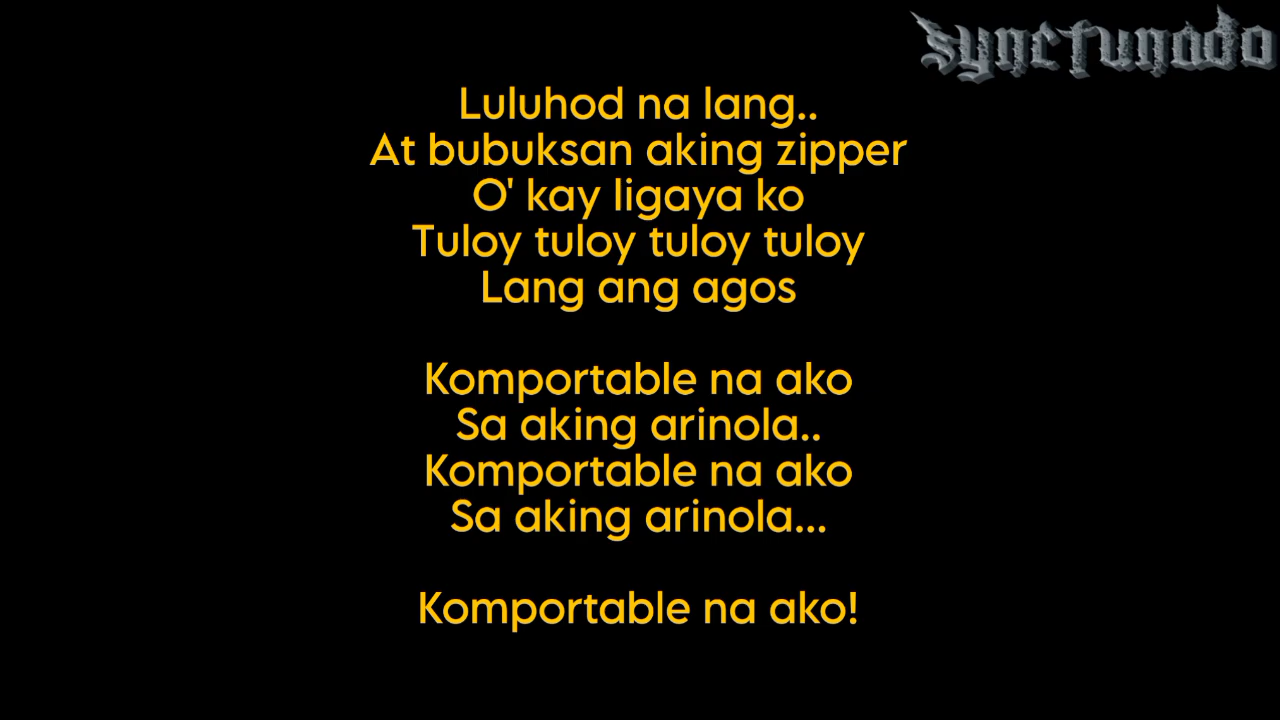 Synctunado
Luluhod na lang..
At bubuksan aking zipper
O' kay ligaya ko
Tuloy tuloy tuloy tuloy
Lang ang agos
Komportable na ako
Sa aking arinola..
Komportable na ako
Sa aking arinola...
Komportable na ako!